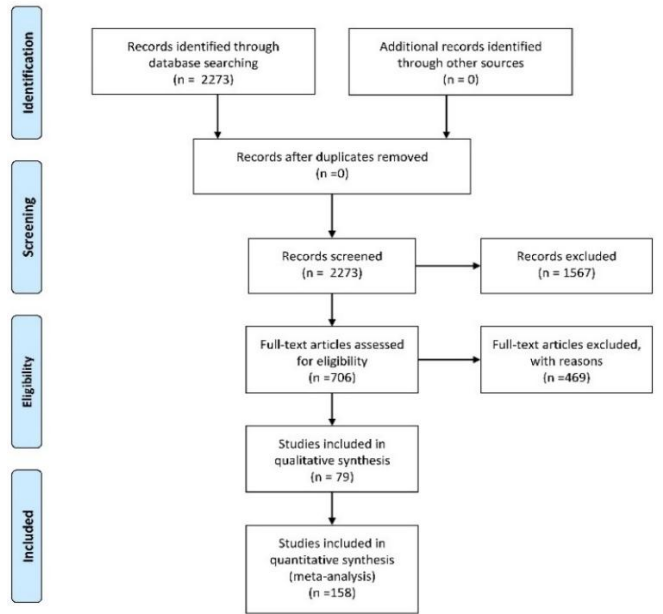 Identification
Records identified through
database searching
(n = 2273)
Additional records identified
through other sources
(n = 0)
Records after duplicates removed
(n =0)
Screening
Records screened
(n = 2273)
Records excluded
(n = 1567)
Eligibility
Full-text articles assessed
for eligibility
(n =706)
Full-text articles excluded,
with reasons
(n =469)
Studies included in
qualitative synthesis
(n = 79)
Included
Studies included in
quantitative synthesis
(meta-analysis)
(n =158)